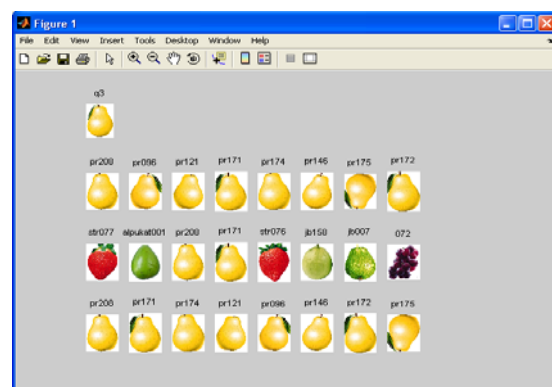 Figure 1
File Edit View Insert Tools Desktop Window Help
q3
pr208 pr096 pr121 pr171 pr174 pr146 pr175 pr172
str077 alpukat001 pr208 pr171 str076 jb158 jb007 072
pr208 pr171 pr174 pr121 pr096 pr146 pr172 pr175